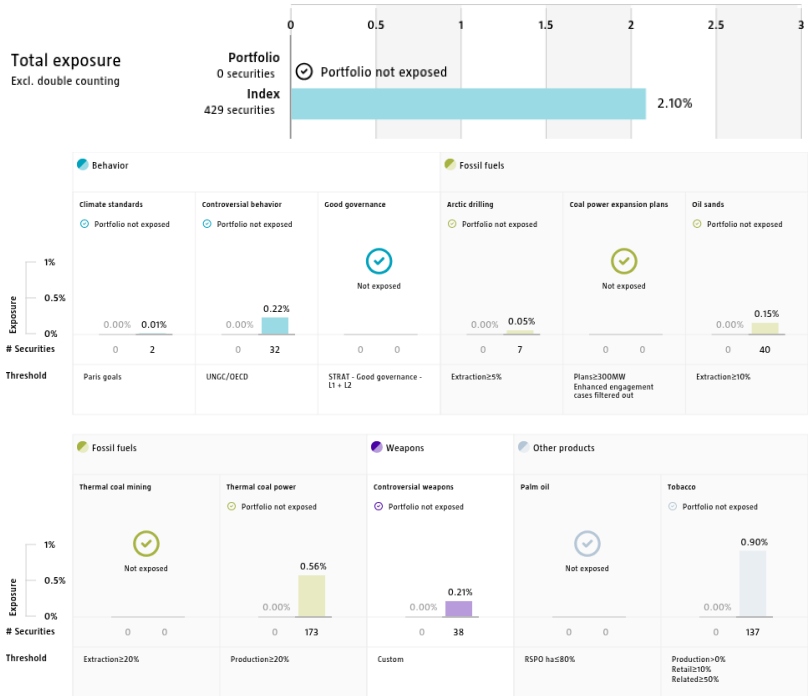 0 0.5 1 1.5 2 2.5 3
Total exposure
Excl. double counting
Portfolio
0 securities
Portfolio not exposed
Index
429 securities
2.10%
Behavior
Fossil fuels
Climate standards
Controversial behavior
Good governance
Arctic drilling
Coal power expansion plans
Oil sands
Portfolio not exposed
Portfolio not exposed
Portfolio not exposed
Portfolio not exposed
Not exposed
Not exposed
Exposure
1%
0.5%
0%
0.00% 0.01%
0.00% 0.22%
0.00% 0.05%
0.00% 0.15%
# Securities
0 2
0 32
0 0
0 7
0 0
0 40
Threshold
Paris goals
UNGC/OECD
STRAT - Good governance -
L1 + L2
Extraction≥5%
Plans≥300MW
Enhanced engagement
cases filtered out
Extraction≥10%
Fossil fuels
Weapons
Other products
Thermal coal mining
Thermal coal power
Controversial weapons
Palm oil
Tobacco
Portfolio not exposed
Portfolio not exposed
Portfolio not exposed
Not exposed
Not exposed
Exposure
1%
0.5%
0%
0.00% 0.56%
0.00% 0.21%
0.00% 0.90%
# Securities
0 0
0 173
0 38
0 0
0 137
Threshold
Extraction≥20%
Production≥20%
Custom
RSPO ha≤80%
Production>0%
Retail≥10%
Related≥50%